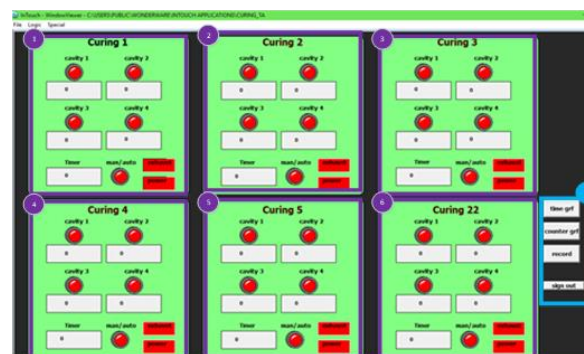 InTouch - WindowViewer - C:\USERS\PUBLIC\WONDERWARE\INTOUCH APPLICATIONS\CURING_TA
File Logic Special
1 Curing 1
cavity 1 cavity 2
0 0
cavity 3 cavity 4
0 0
Timer man/auto
0 power
2 Curing 2
cavity 1 cavity 2
0 0
cavity 3 cavity 4
0 0
Timer man/auto
0 power
3 Curing 3
cavity 1 cavity 2
0 0
cavity 3 cavity 4
0 0
Timer man/auto
0 power
4 Curing 4
cavity 1 cavity 2
0 0
cavity 3 cavity 4
0 0
Timer man/auto
0 power
5 Curing 5
cavity 1 cavity 2
0 0
cavity 3 cavity 4
0 0
Timer man/auto
0 power
6 Curing 22
cavity 1 cavity 2
0 0
cavity 3 cavity 4
0 0
Timer man/auto
0 power
time grf
counter grf
record
sign out